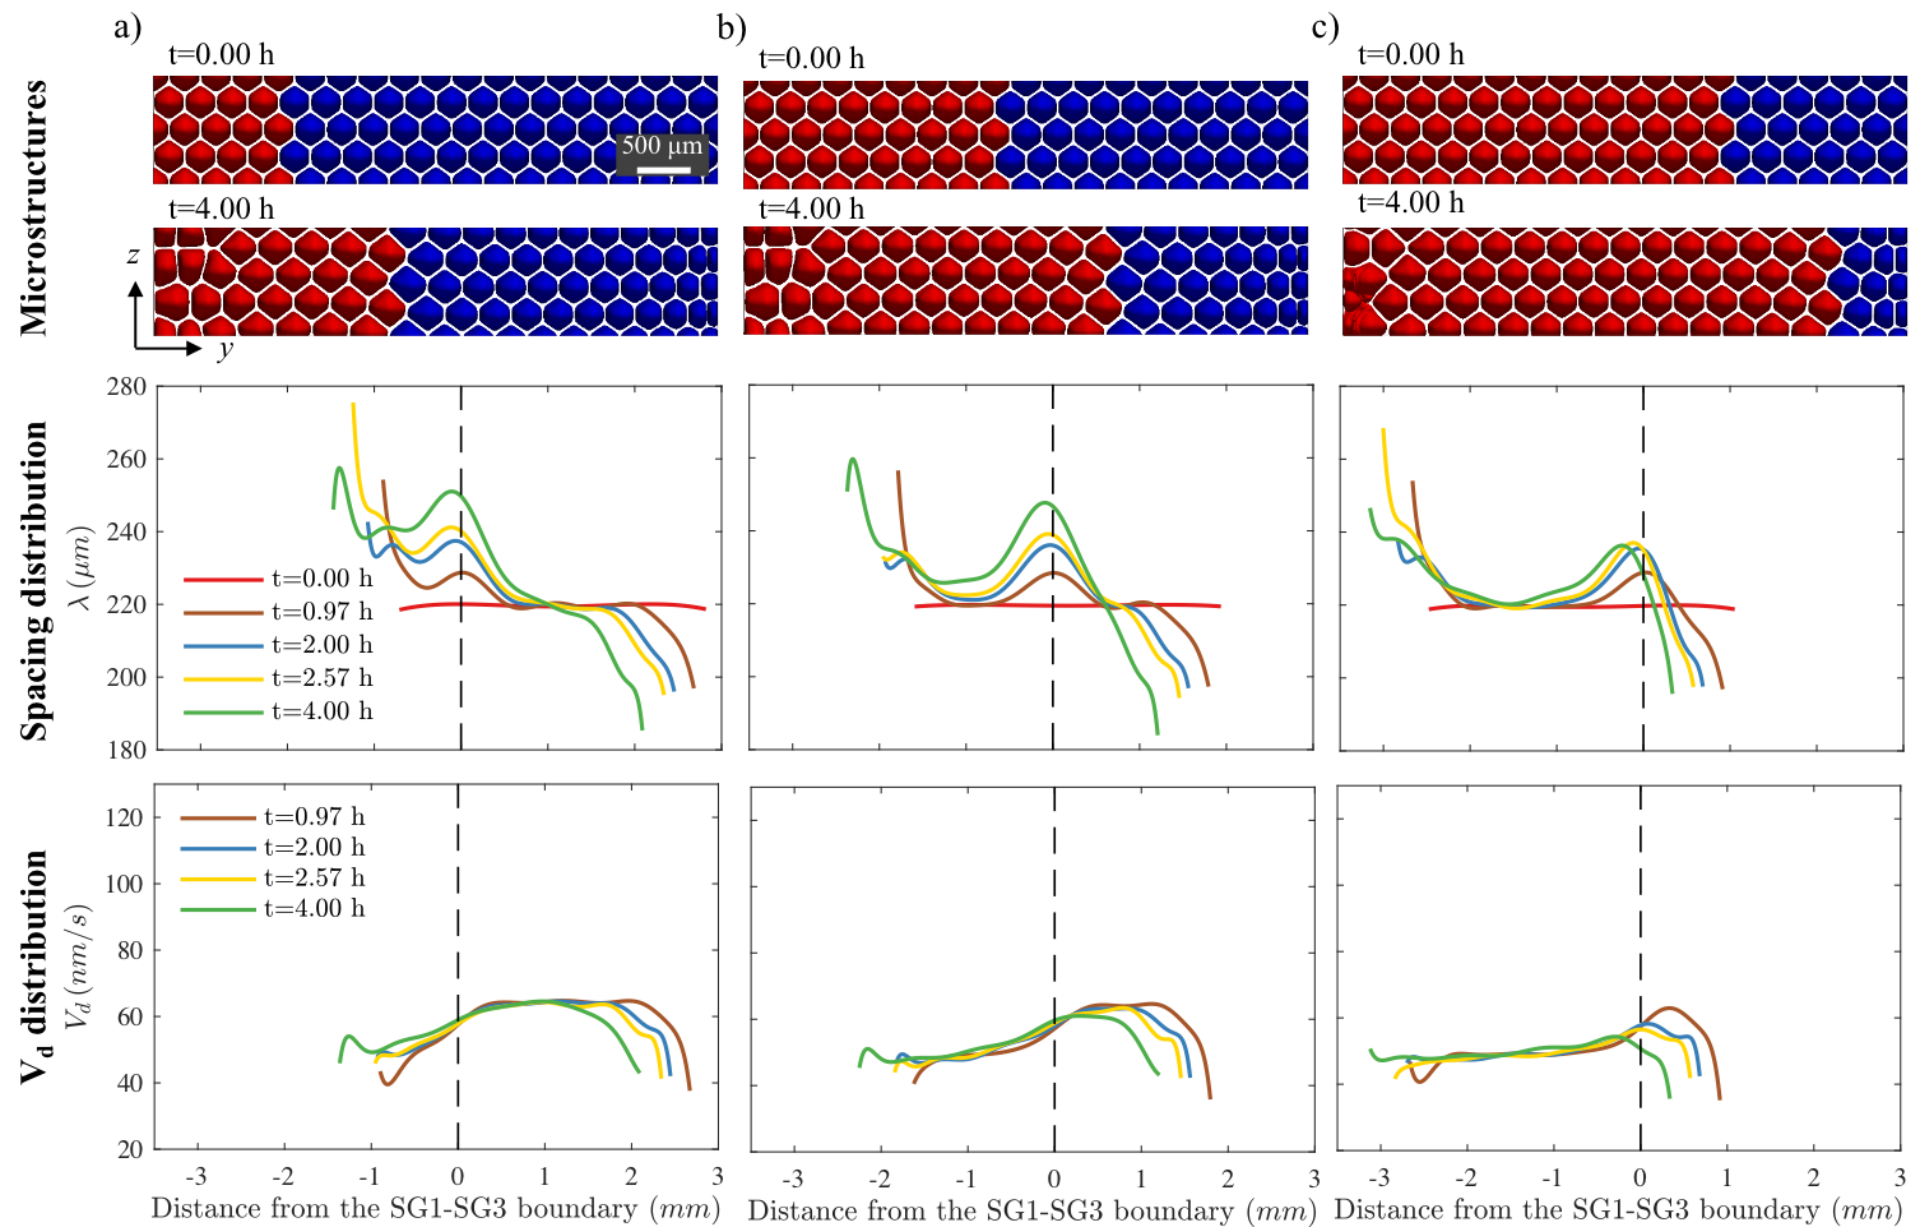 a)
b)
c)
Microstructures
t=0.00 h
t=0.00 h
t=0.00 h
500 μm
t=4.00 h
t=4.00 h
t=4.00 h
z
y
Spacing distribution
λ (μm)
280
260
240
220
200
180
t=0.00 h
t=0.97 h
t=2.00 h
t=2.57 h
t=4.00 h
-3 -2 -1 0 1 2 3
V_d distribution
V_d (nm/s)
120
100
80
60
40
20
t=0.97 h
t=2.00 h
t=2.57 h
t=4.00 h
-3 -2 -1 0 1 2 3
-3 -2 -1 0 1 2 3
Distance from the SG1-SG3 boundary (mm)
Distance from the SG1-SG3 boundary (mm)
Distance from the SG1-SG3 boundary (mm)